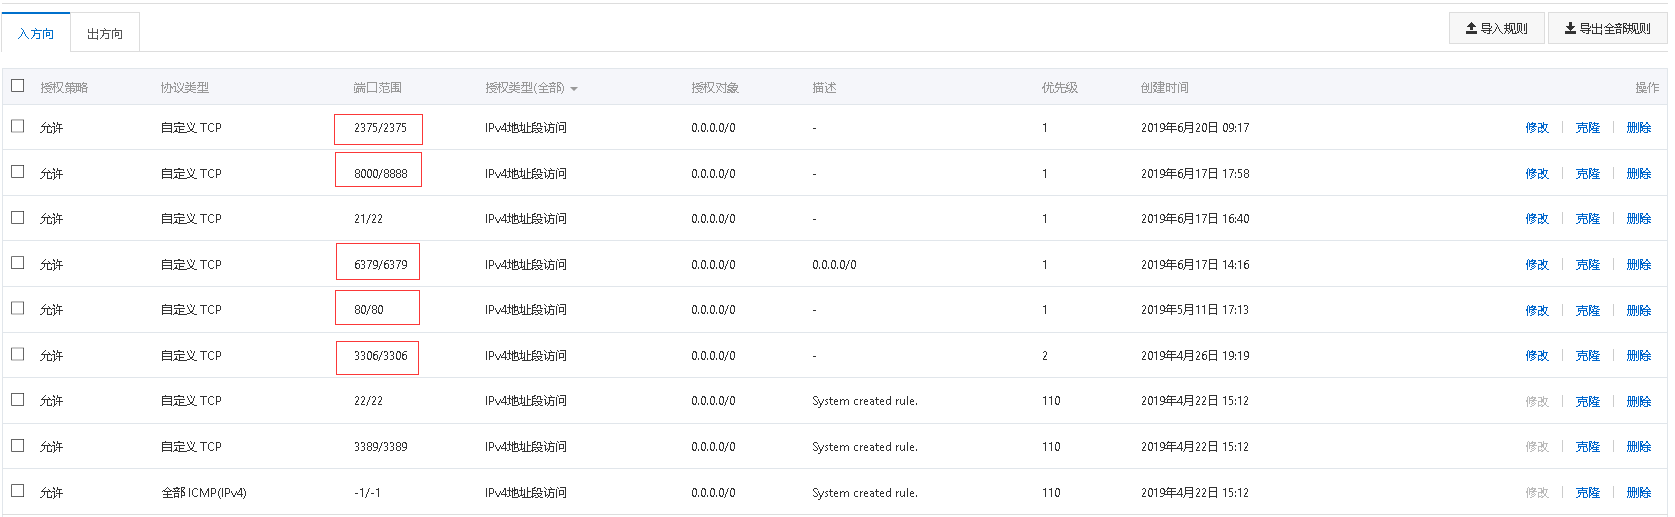 入方向 出方向 导入规则 导出全部规则
授权策略 协议类型 端口范围 授权类型(全部) 授权对象 描述 优先级 创建时间 操作
允许 自定义 TCP 2375/2375 IPv4地址段访问 0.0.0.0/0 - 1 2019年6月20日 09:17 修改 克隆 删除
允许 自定义 TCP 8000/8888 IPv4地址段访问 0.0.0.0/0 - 1 2019年6月17日 17:58 修改 克隆 删除
允许 自定义 TCP 21/22 IPv4地址段访问 0.0.0.0/0 - 1 2019年6月17日 16:40 修改 克隆 删除
允许 自定义 TCP 6379/6379 IPv4地址段访问 0.0.0.0/0 0.0.0.0/0 1 2019年6月17日 14:16 修改 克隆 删除
允许 自定义 TCP 80/80 IPv4地址段访问 0.0.0.0/0 - 1 2019年5月11日 17:13 修改 克隆 删除
允许 自定义 TCP 3306/3306 IPv4地址段访问 0.0.0.0/0 - 2 2019年4月26日 19:19 修改 克隆 删除
允许 自定义 TCP 22/22 IPv4地址段访问 0.0.0.0/0 System created rule. 110 2019年4月22日 15:12 修改 克隆 删除
允许 自定义 TCP 3389/3389 IPv4地址段访问 0.0.0.0/0 System created rule. 110 2019年4月22日 15:12 修改 克隆 删除
允许 全部 ICMP(IPv4) -1/-1 IPv4地址段访问 0.0.0.0/0 System created rule. 110 2019年4月22日 15:12 修改 克隆 删除